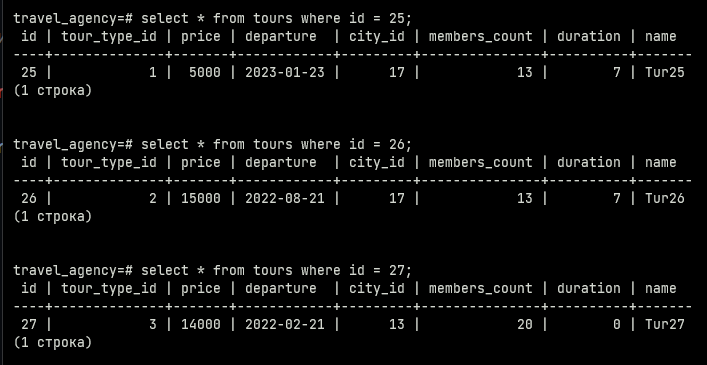 travel_agency=# select * from tours where id = 25;
 id | tour_type_id | price | departure  | city_id | members_count | duration | name
----+--------------+-------+------------+---------+---------------+----------+-------
 25 |            1 |  5000 | 2023-01-23 |      17 |            13 |        7 | Tur25
(1 строка)
travel_agency=# select * from tours where id = 26;
 id | tour_type_id | price | departure  | city_id | members_count | duration | name
----+--------------+-------+------------+---------+---------------+----------+-------
 26 |            2 | 15000 | 2022-08-21 |      17 |            13 |        7 | Tur26
(1 строка)
travel_agency=# select * from tours where id = 27;
 id | tour_type_id | price | departure  | city_id | members_count | duration | name
----+--------------+-------+------------+---------+---------------+----------+-------
 27 |            3 | 14000 | 2022-02-21 |      13 |            20 |        0 | Tur27
(1 строка)